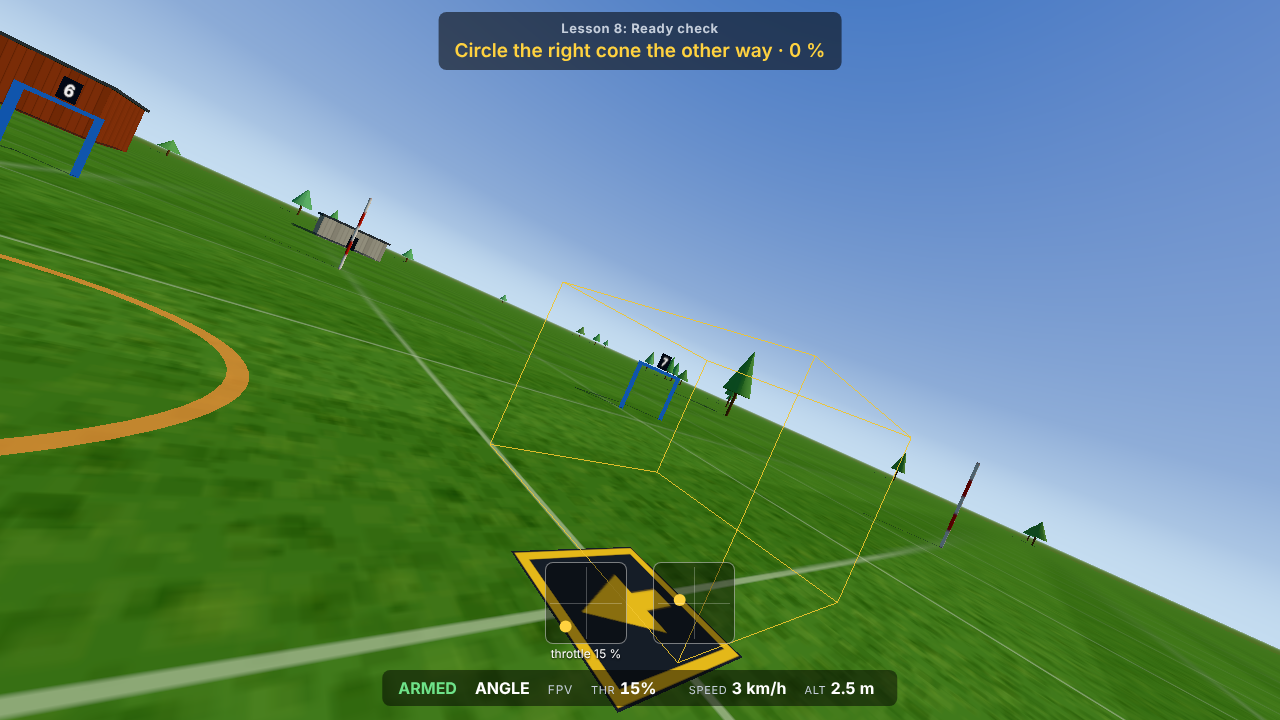 Lesson 8: Ready check
Circle the right cone the other way · 0 %
6
7
throttle 15 %
ARMED ANGLE FPV THR 15% SPEED 3 km/h ALT 2.5 m